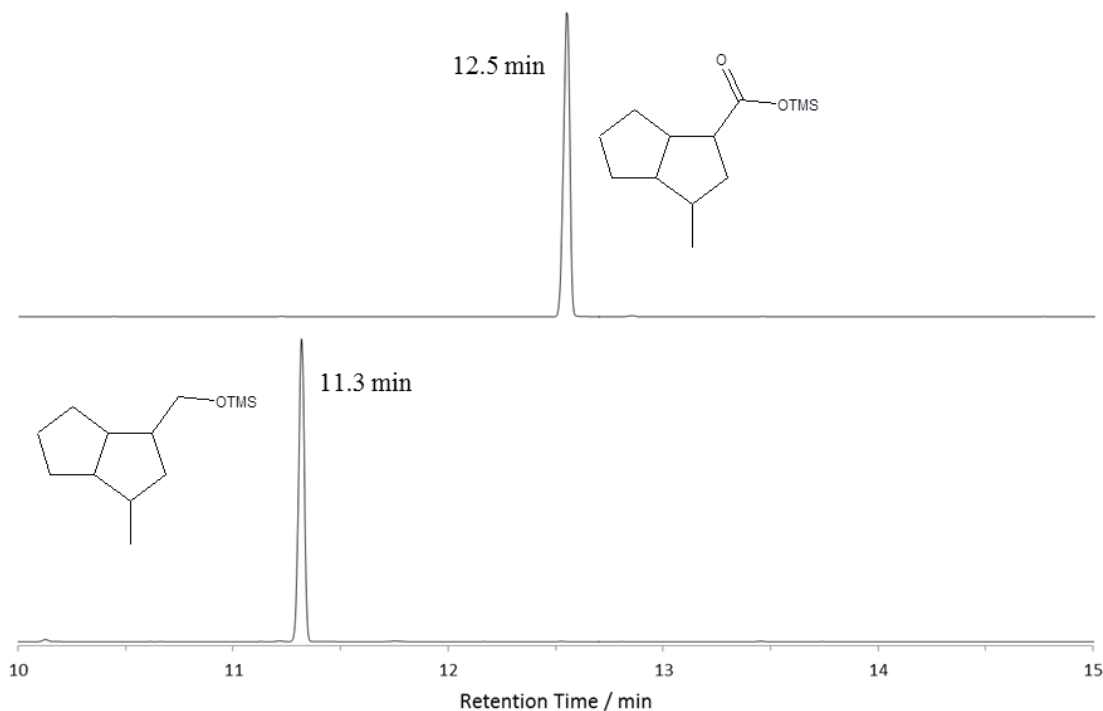 12.5 min
O
OTMS
11.3 min
OTMS
10 11 12 13 14 15
Retention Time / min